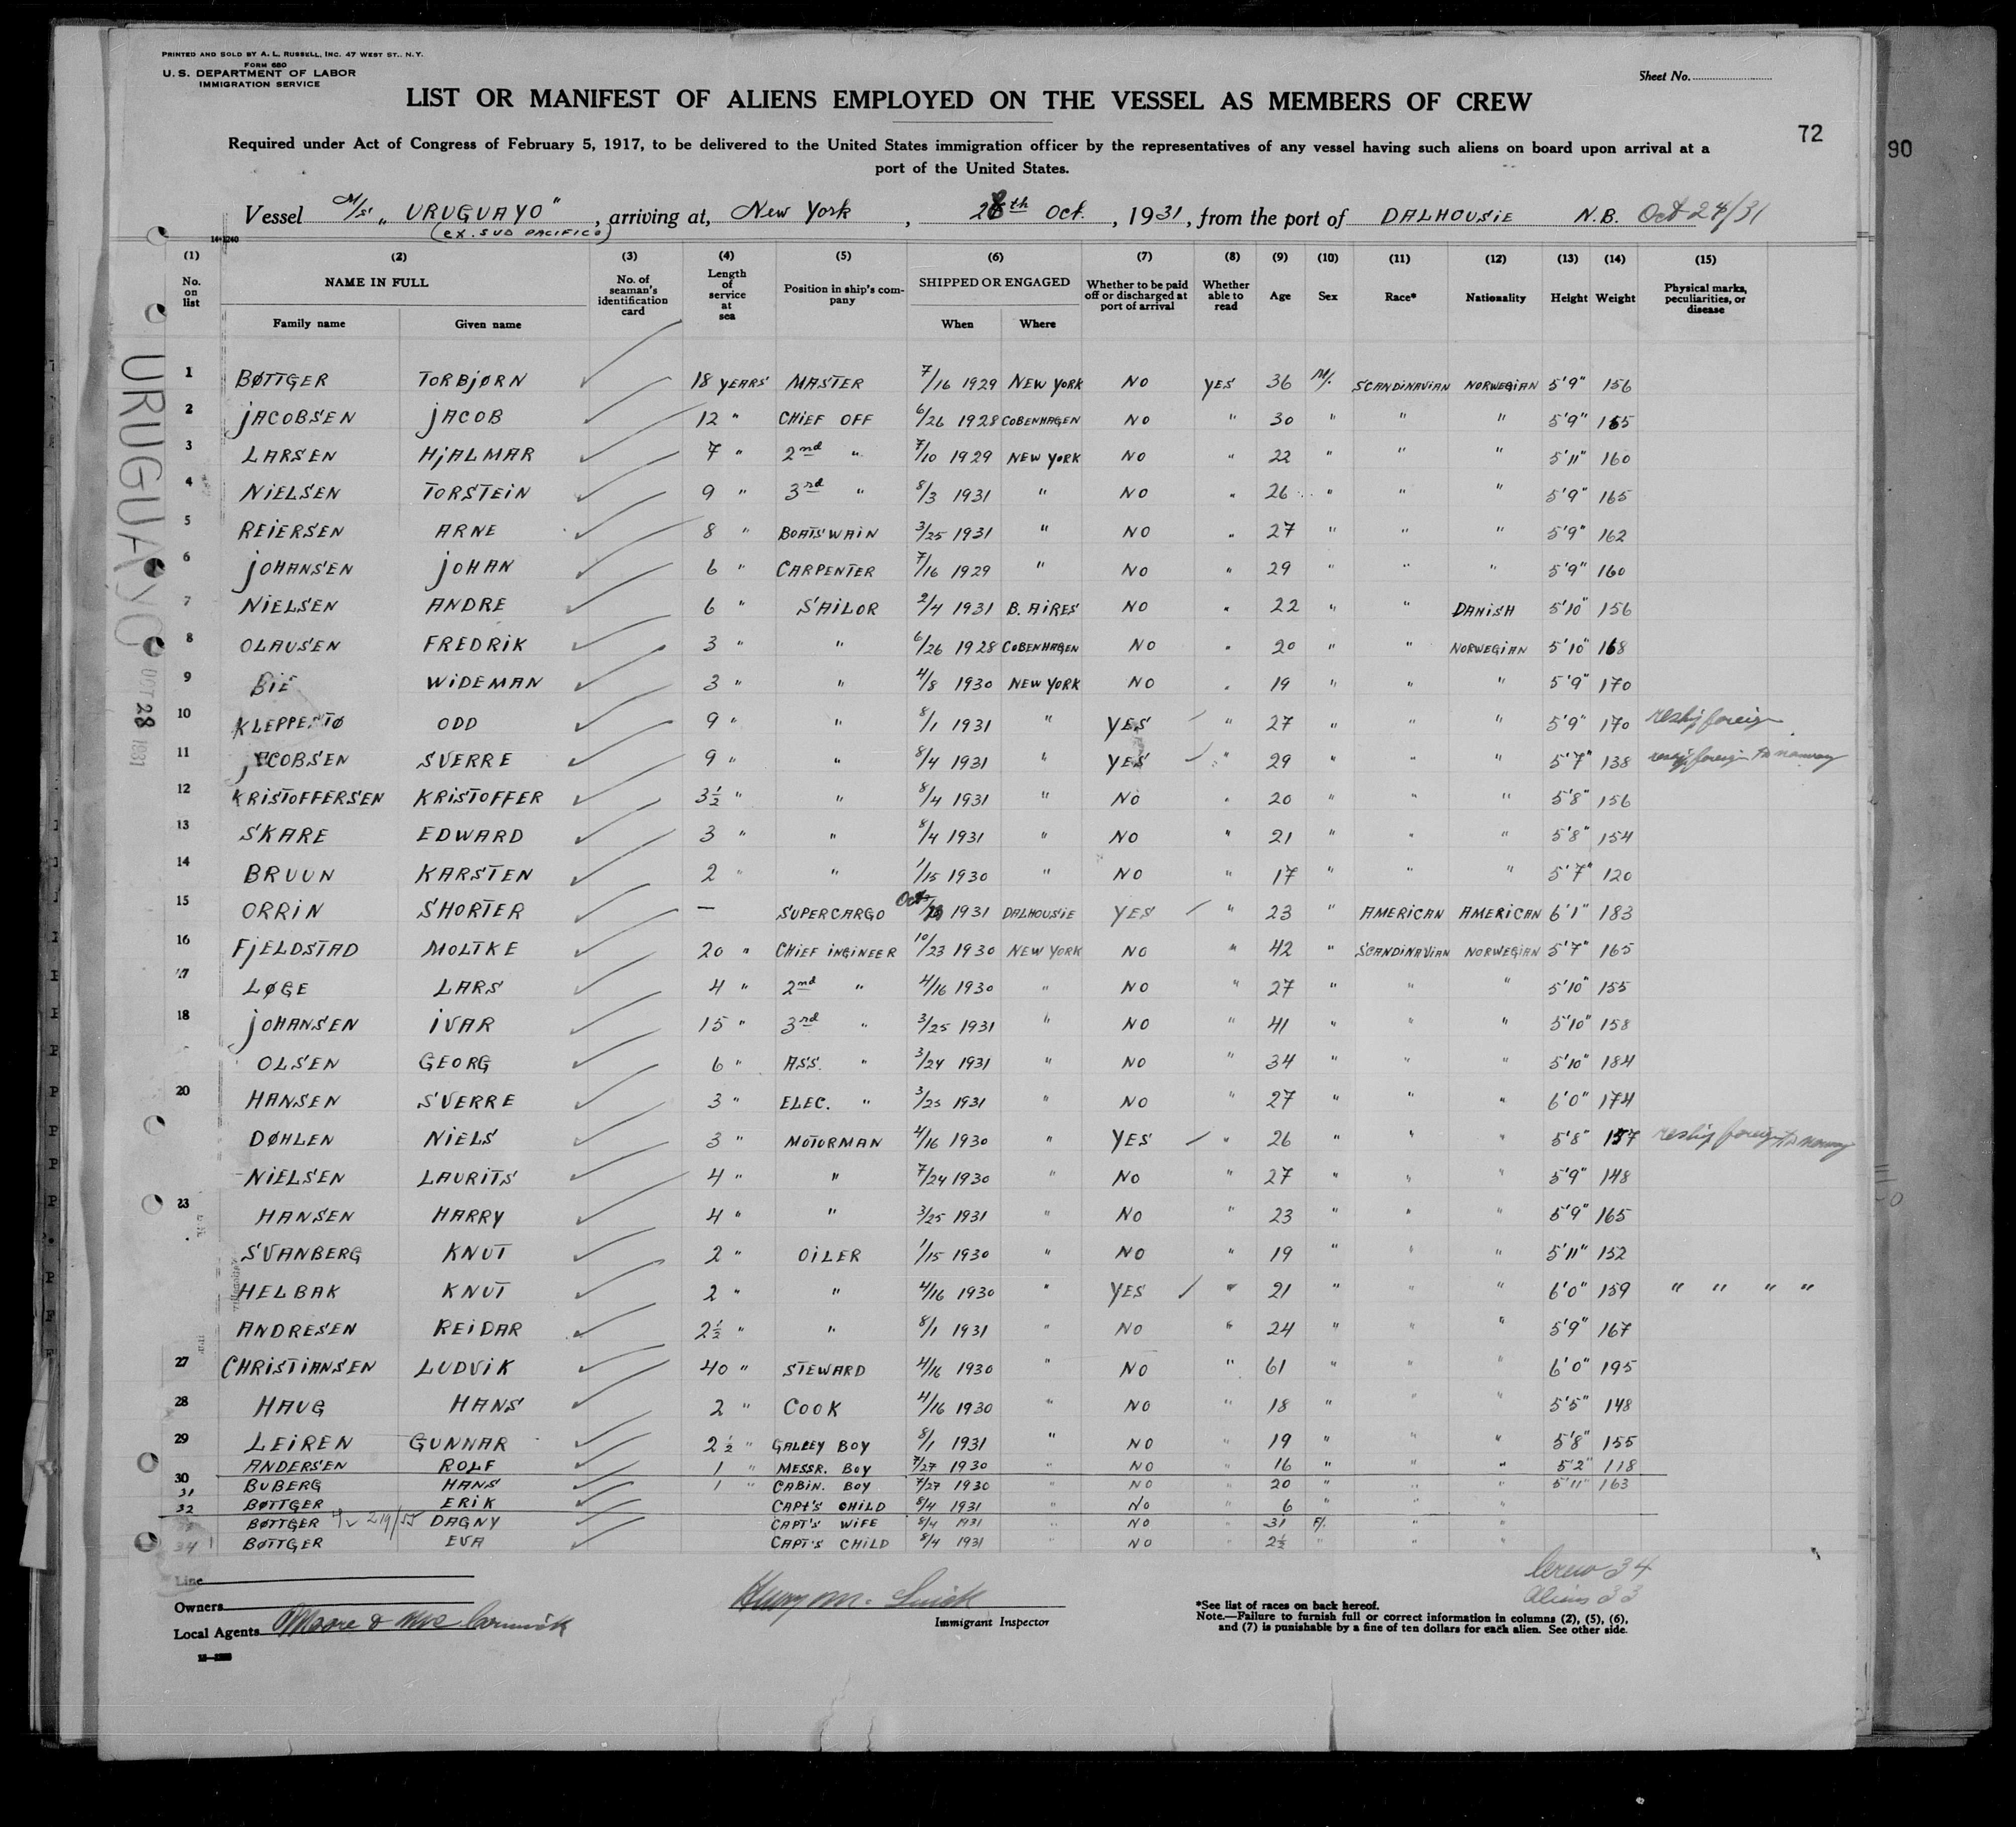 PRINTED AND SOLD BY A. L. RUSSELL, INC. 47 WEST ST., N.Y.
FORM 680
U. S. DEPARTMENT OF LABOR
IMMIGRATION SERVICE
Sheet No.
LIST OR MANIFEST OF ALIENS EMPLOYED ON THE VESSEL AS MEMBERS OF CREW
72
90
Required under Act of Congress of February 5, 1917, to be delivered to the United States immigration officer by the representatives of any vessel having such aliens on board upon arrival at a
port of the United States.
Vessel M/S „ URUGUAYO", arriving at, New York, 28th Oct., 1931, from the port of DALHOUSIE N.B. Oct 24/31
(ex. SUD PACIFICO)
14-1240
(1) (2) (3) (4) (5) (6) (7) (8) (9) (10) (11) (12) (13) (14) (15)
No. on list NAME IN FULL No. of seaman's identification card Length of service at sea Position in ship's company SHIPPED OR ENGAGED Whether to be paid off or discharged at port of arrival Whether able to read Age Sex Race* Nationality Height Weight Physical marks, peculiarities, or disease
Family name Given name When Where
1 BØTTGER TORBJØRN 18 YEARS MASTER 7/16 1929 NEW YORK NO YES 36 M/. SCANDINAVIAN NORWEGIAN 5'9" 156
2 JACOBSEN JACOB 12 " CHIEF OFF 6/26 1928 COBENHAGEN NO " 30 " " " 5'9" 165
3 LARSEN HJALMAR 7 " 2nd " 7/10 1929 NEW YORK NO " 22 " " " 5'11" 160
4 NIELSEN TORSTEIN 9 " 3rd " 8/3 1931 " NO " 26 " " " 5'9" 165
5 REIERSEN ARNE 8 " BOATSWAIN 3/25 1931 " NO " 27 " " " 5'9" 162
6 JOHANSEN JOHAN 6 " CARPENTER 7/16 1929 " NO " 29 " " " 5'9" 160
7 NIELSEN ANDRE 6 " SAILOR 2/4 1931 B. AIRES NO " 22 " " DANISH 5'10" 156
8 OLAUSEN FREDRIK 3 " " 6/26 1928 COBENHAGEN NO " 20 " " NORWEGIAN 5'10" 168
9 BIE WIDEMAN 3 " " 4/8 1930 NEW YORK NO " 19 " " " 5'9" 170
10 KLEPPESTØ ODD 9 " " 8/1 1931 " YES " 27 " " " 5'9" 170 reship foreign
11 JACOBSEN SVERRE 9 " " 8/4 1931 " YES " 29 " " " 5'7" 138 reship foreign to norway
12 KRISTOFFERSEN KRISTOFFER 3½ " " 8/4 1931 " NO " 20 " " " 5'8" 156
13 SKARE EDWARD 3 " " 8/4 1931 " NO " 21 " " " 5'8" 154
14 BRUUN KARSTEN 2 " " 1/15 1930 " NO " 17 " " " 5'7" 120
15 ORRIN SHORTER — SUPERCARGO Oct 1931 DALHOUSIE YES " 23 " AMERICAN AMERICAN 6'1" 183
16 FJELDSTAD MOLTKE 20 " CHIEF INGINEER 10/23 1930 NEW YORK NO " 42 " SCANDINAVIAN NORWEGIAN 5'7" 165
17 LØGE LARS 4 " 2nd " 4/16 1930 " NO " 27 " " " 5'10" 155
18 JOHANSEN IVAR 15 " 3rd " 3/25 1931 " NO " 41 " " " 5'10" 158
OLSEN GEORG 6 " ASS. " 3/24 1931 " NO " 34 " " " 5'10" 184
20 HANSEN SVERRE 3 " ELEC. " 3/25 1931 " NO " 27 " " " 6'0" 174
DØHLEN NIELS 3 " MOTORMAN 4/16 1930 " YES " 26 " " " 5'8" 157 reship foreign to norway
NIELSEN LAURITS 4 " " 7/24 1930 " NO " 27 " " " 5'9" 148
23 HANSEN HARRY 4 " " 3/25 1931 " NO " 23 " " " 5'9" 165
SVANBERG KNUT 2 " OILER 1/15 1930 " NO " 19 " " " 5'11" 152
HELBAK KNUT 2 " " 4/16 1930 " YES " 21 " " " 6'0" 159 " " " "
ANDRESEN REIDAR 2½ " " 8/1 1931 " NO " 24 " " " 5'9" 167
27 CHRISTIANSEN LUDVIK 40 " STEWARD 4/16 1930 " NO " 61 " " " 6'0" 195
28 HAUG HANS 2 " COOK 4/16 1930 " NO " 18 " " " 5'5" 148
29 LEIREN GUNNAR 2½ " GALLEY BOY 8/1 1931 " NO " 19 " " " 5'8" 155
30 ANDERSEN ROLF 1 " MESSR. BOY 7/27 1930 " NO " 16 " " " 5'2" 118
31 BUBERG HANS 1 " CABIN. BOY 7/27 1930 " NO " 20 " " " 5'11" 163
32 BØTTGER ERIK CAPT'S CHILD 8/4 1931 " NO " 6 " " "
BØTTGER DAGNY CAPT'S WIFE 8/4 1931 " NO " 31 F/. " "
34 BØTTGER EVA CAPT'S CHILD 8/4 1931 " NO " 2½ " " "
URUGUAYO
OCT 28 1931
Crew 34
Aliens 33
Line
Owners
Local Agents Moore & McCormick
Immigrant Inspector
*See list of races on back hereof.
Note.—Failure to furnish full or correct information in columns (2), (5), (6),
and (7) is punishable by a fine of ten dollars for each alien. See other side.